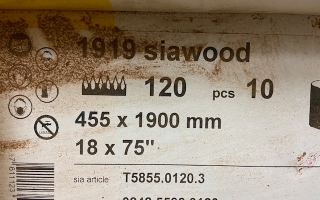 1919 siawood
120 pcs 10
455 x 1900 mm
18 x 75"
sia article T5855.0120.3